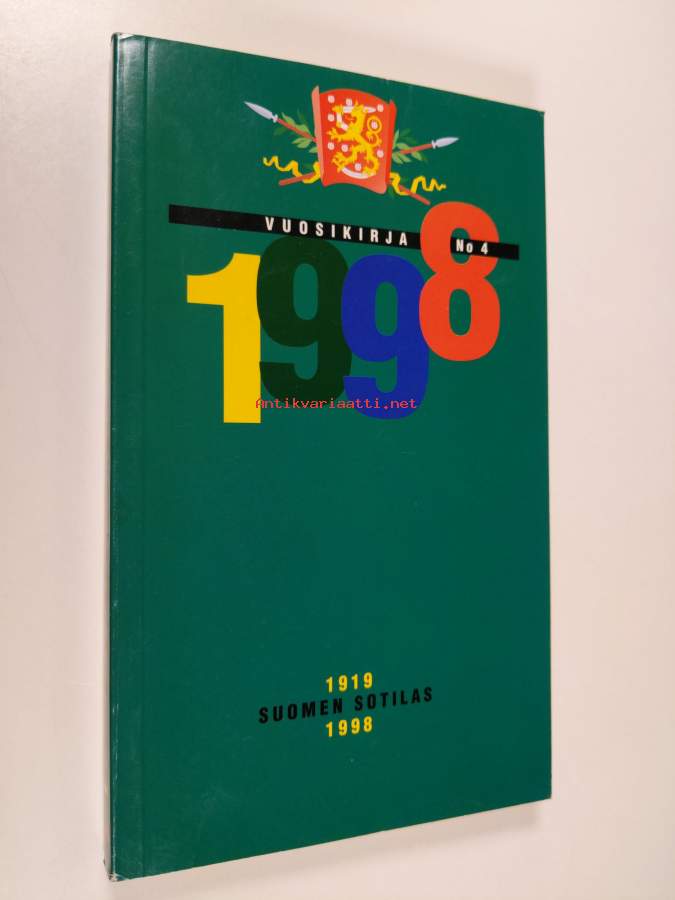 VUOSIKIRJA No 4
1998
Antikvariaatti.net
1919
SUOMEN SOTILAS
1998